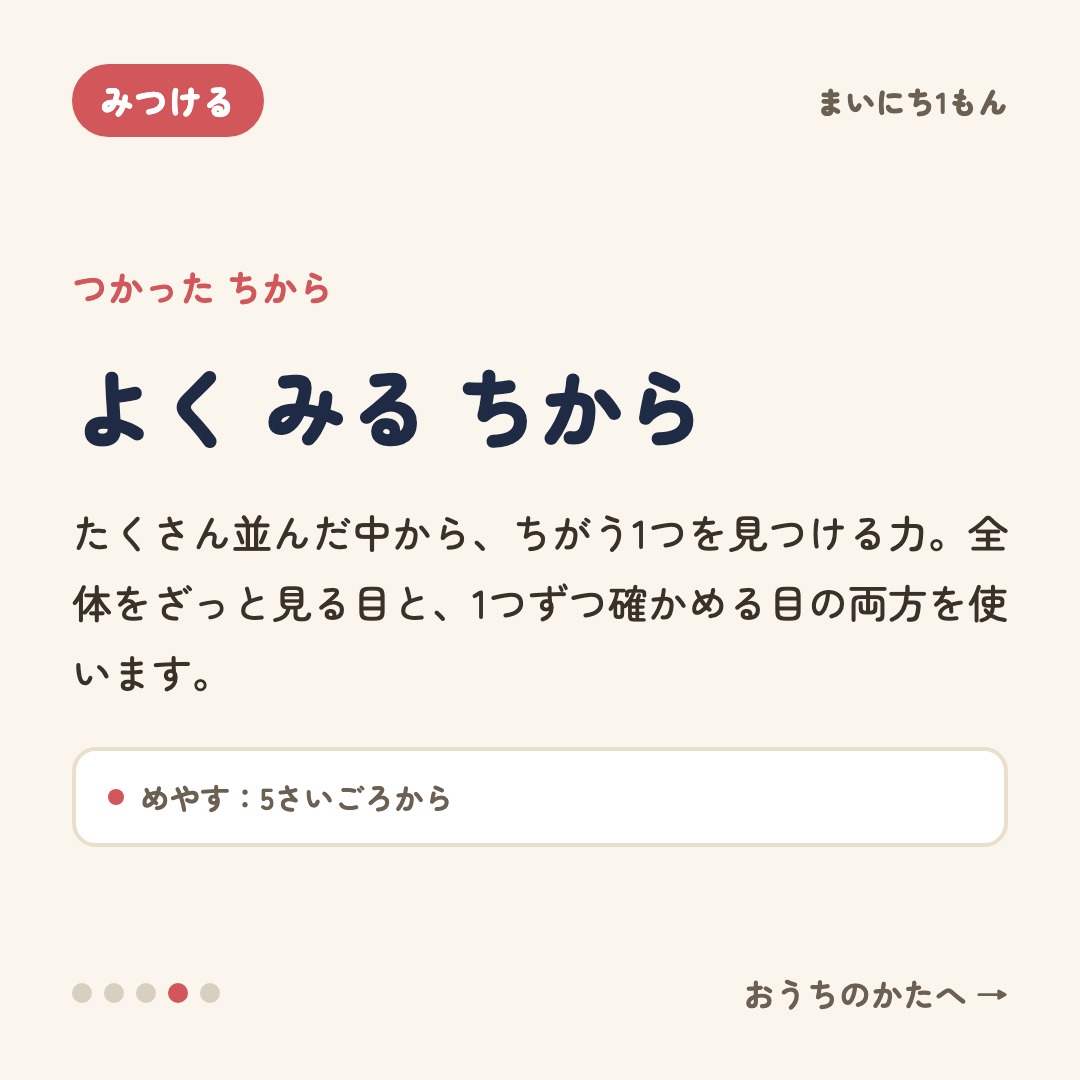 みつける
まいにち1もん
つかった ちから
よく みる ちから
たくさん並んだ中から、ちがう1つを見つける力。全
体をざっと見る目と、1つずつ確かめる目の両方を使
います。
めやす：5さいごろから
おうちのかたへ →